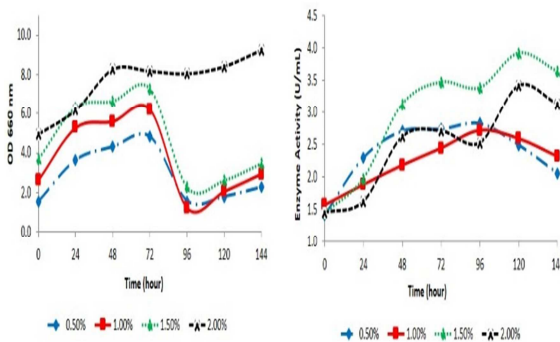 10.0
8.0
6.0
4.0
2.0
0.0
OD 660 nm
0 24 48 72 96 120 144
Time (hour)
0.50% 1.00% 1.50% 2.00%
4.5
4.0
3.5
3.0
2.5
2.0
1.5
1.0
Enzyme Activity (U/mL)
0 24 48 72 96 120 14
Time (hour)
0.50% 1.00% 1.50% 2.00%